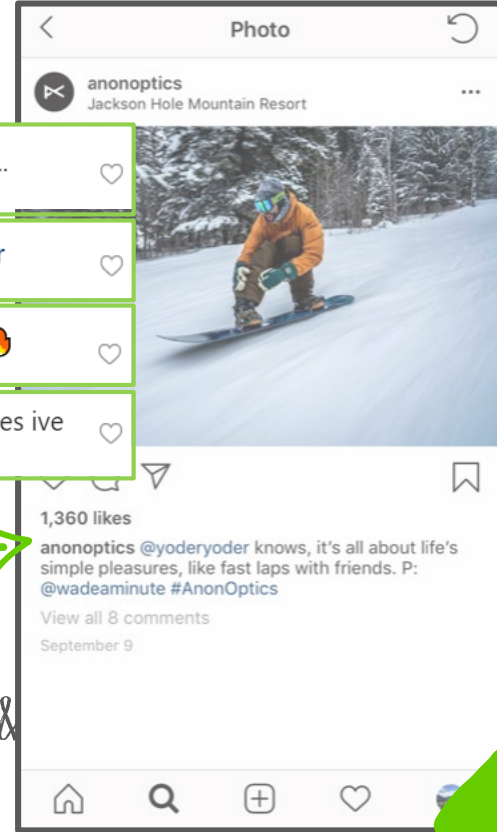 Photo
anonoptics
Jackson Hole Mountain Resort
...
r
es ive
1,360 likes
anonoptics @yoderyoder knows, it's all about life's
simple pleasures, like fast laps with friends. P:
@wadeaminute #AnonOptics
View all 8 comments
September 9
&